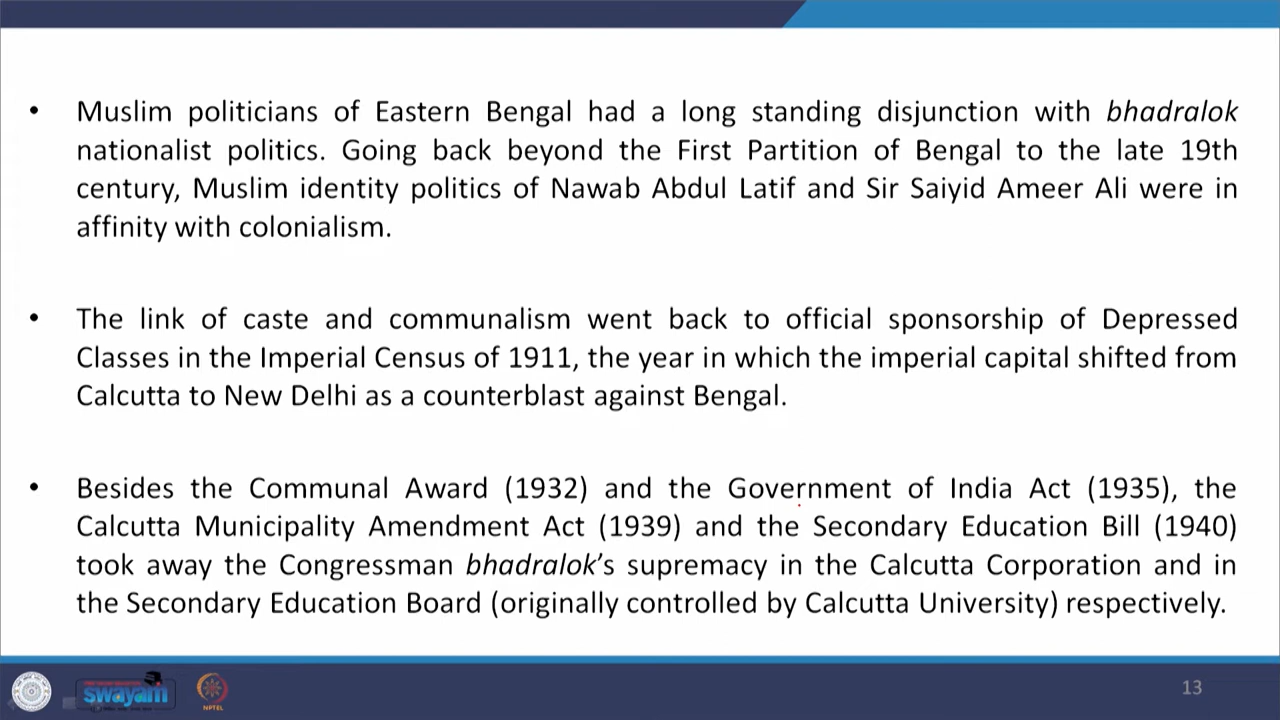 • Muslim politicians of Eastern Bengal had a long standing disjunction with bhadralok
nationalist politics. Going back beyond the First Partition of Bengal to the late 19th
century, Muslim identity politics of Nawab Abdul Latif and Sir Saiyid Ameer Ali were in
affinity with colonialism.
• The link of caste and communalism went back to official sponsorship of Depressed
Classes in the Imperial Census of 1911, the year in which the imperial capital shifted from
Calcutta to New Delhi as a counterblast against Bengal.
• Besides the Communal Award (1932) and the Government of India Act (1935), the
Calcutta Municipality Amendment Act (1939) and the Secondary Education Bill (1940)
took away the Congressman bhadralok’s supremacy in the Calcutta Corporation and in
the Secondary Education Board (originally controlled by Calcutta University) respectively.
swayam
NPTEL
13